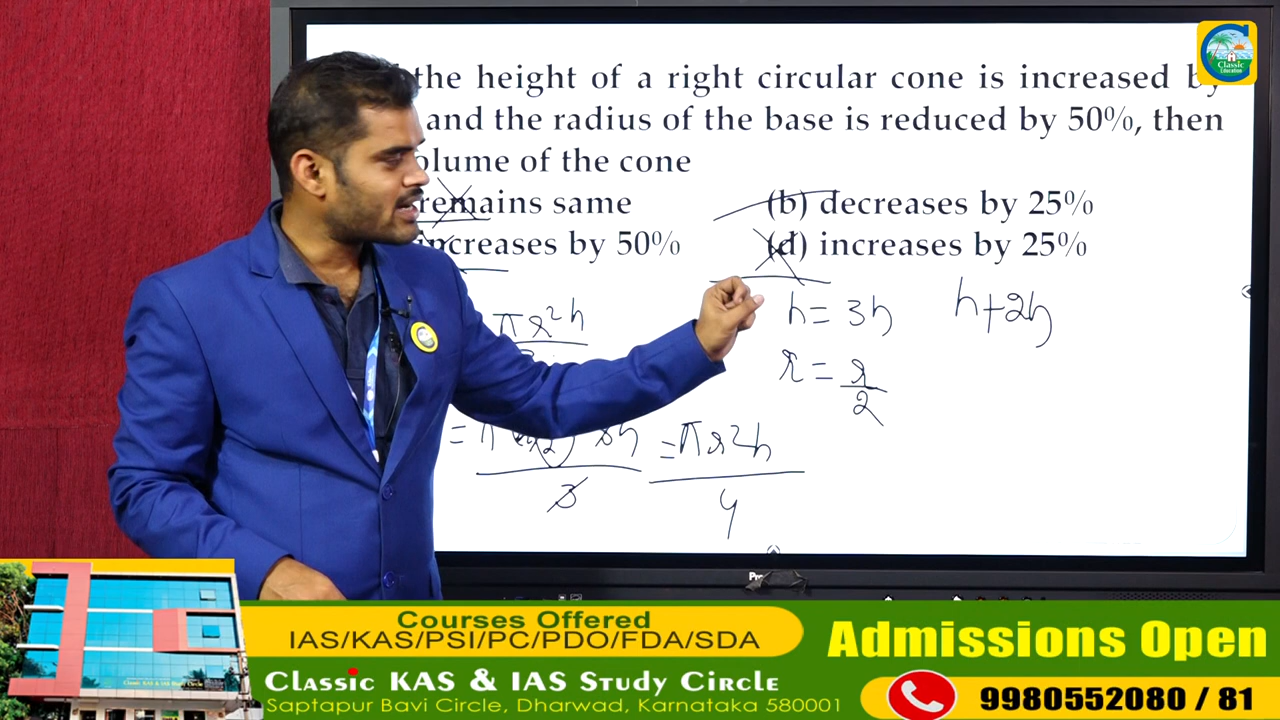 the height of a right circular cone is increased by
and the radius of the base is reduced by 50%, then
olume of the cone
remains same
(b) decreases by 25%
increases by 50%
(d) increases by 25%
πr²h
h = 3h
h+2h
r = r/2
= πr²h
4
3
Classic
Education
Courses Offered
IAS/KAS/PSI/PC/PDO/FDA/SDA
Admissions Open
Classic KAS & IAS Study Circle
Saptapur Bavi Circle, Dharwad, Karnataka 580001
9980552080 / 81